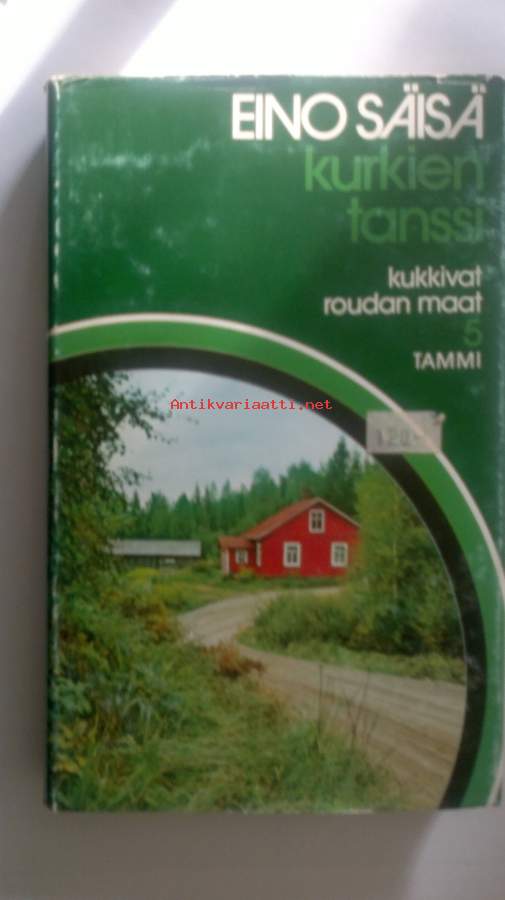 EINO SÄISÄ
kurkien
tanssi
kukkivat
roudan maat
5
TAMMI
Antikvariaatti.net